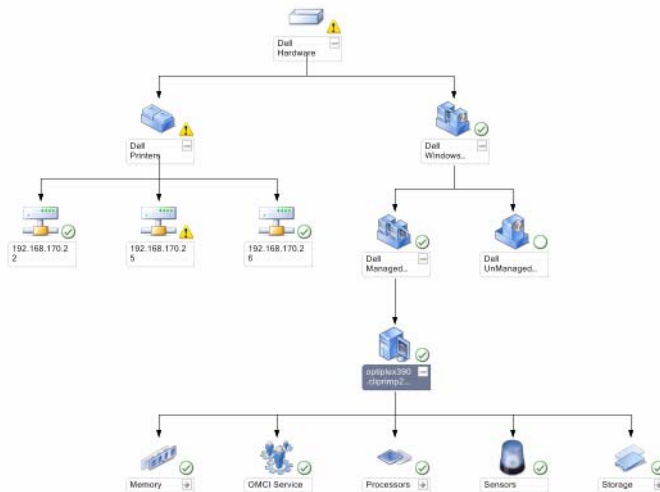 Dell
Hardware
Dell
Printers
Dell
Windows..
192.168.170.2
2
192.168.170.2
5
192.168.170.2
6
Dell
Managed..
Dell
UnManaged..
optiplex390
.cliprimp2...
Memory
OMCI Service
Processors
Sensors
Storage